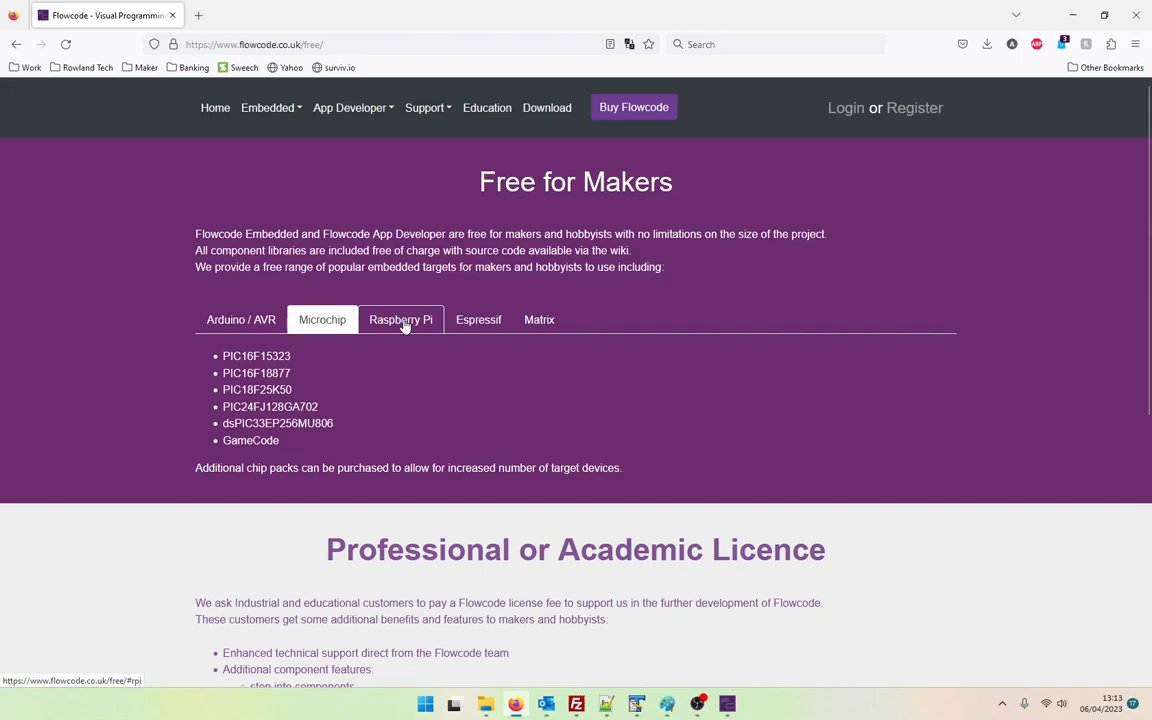 Flowcode - Visual Programming
https://www.flowcode.co.uk/free/
Search
A
ABP
3
Work
Rowland Tech
Maker
Banking
Sweech
Yahoo
surviv.io
Other Bookmarks
Home
Embedded
App Developer
Support
Education
Download
Buy Flowcode
Login or Register
Free for Makers
Flowcode Embedded and Flowcode App Developer are free for makers and hobbyists with no limitations on the size of the project.
All component libraries are included free of charge with source code available via the wiki.
We provide a free range of popular embedded targets for makers and hobbyists to use including:
Arduino / AVR
Microchip
Raspberry Pi
Espressif
Matrix
PIC16F15323
PIC16F18877
PIC18F25K50
PIC24FJ128GA702
dsPIC33EP256MU806
GameCode
Additional chip packs can be purchased to allow for increased number of target devices.
Professional or Academic Licence
We ask Industrial and educational customers to pay a Flowcode license fee to support us in the further development of Flowcode.
These customers get some additional benefits and features to makers and hobbyists:
Enhanced technical support direct from the Flowcode team
Additional component features:
step into components
https://www.flowcode.co.uk/free/#rpi
13:13
06/04/2023
17